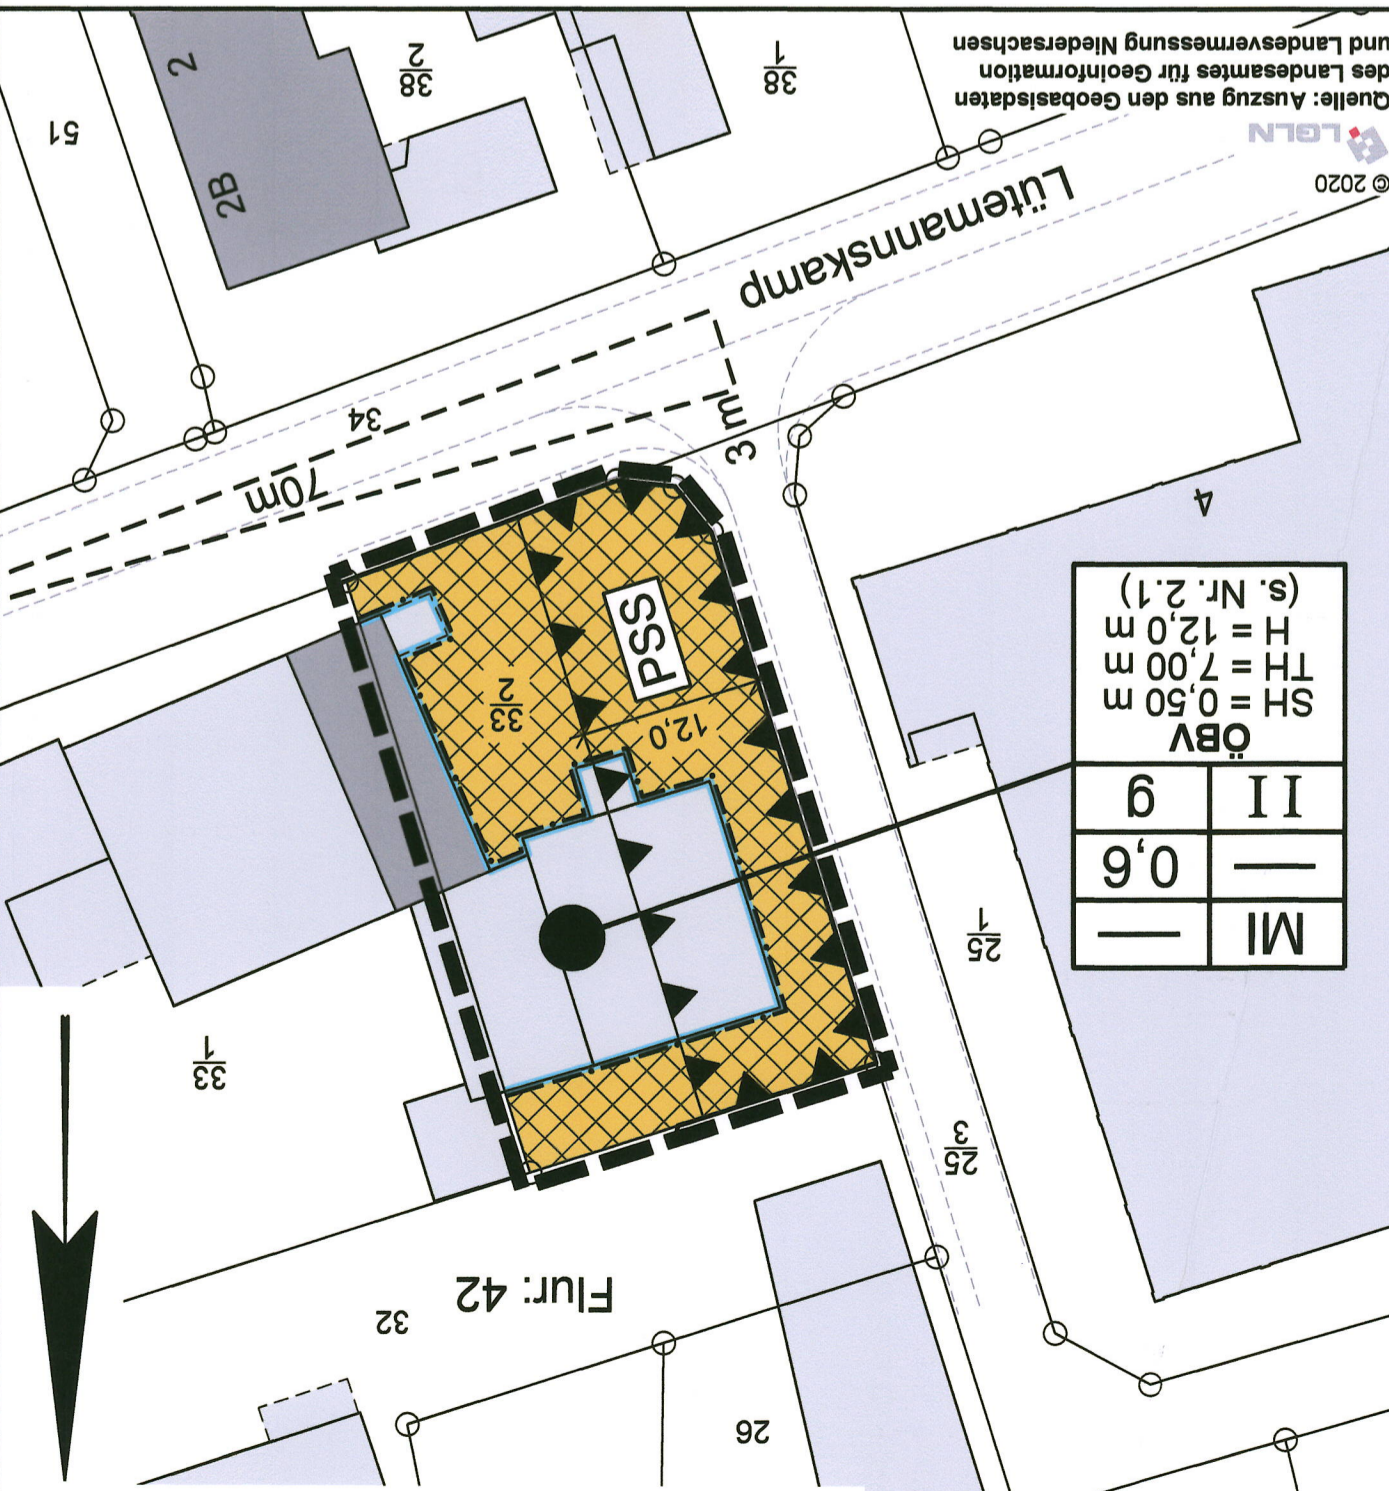 26
32
Flur: 42
25
3
33
1
25
1
MI —
— 0,6
II g
ÖBV
SH = 0,50 m
TH = 7,00 m
H = 12,0 m
(s. Nr. 2.1)
12,0
33
2
PSS
4
70m
3 m
34
Lütemannskamp
© 2020
LGLN
Quelle: Auszug aus den Geobasisdaten
des Landesamtes für Geoinformation
und Landesvermessung Niedersachsen
38
1
38
2
2B
2
51